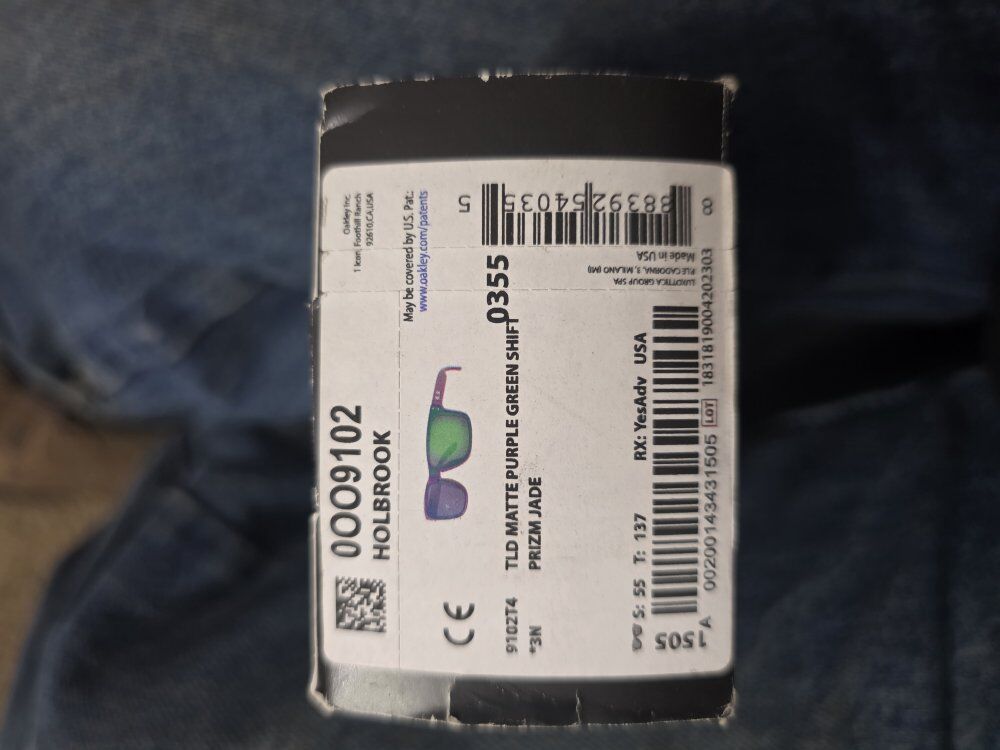 0OO9102
HOLBROOK
Oakley Inc.
1 Icon, Foothill Ranch
92610,CA,USA
May be covered by U.S. Pat.:
www.oakley.com/patents
CE
9102T4
TLD MATTE PURPLE GREEN SHIFT
0355
*3N
PRIZM JADE
S: 55 T: 137
RX: YesAdv USA
1505
A 0020014343431505 LOT 1831819004202303
LUXOTTICA GROUP SPA
P.LE CADORNA, 3, MILANO (MI)
Made in USA
8 88392 54035 5